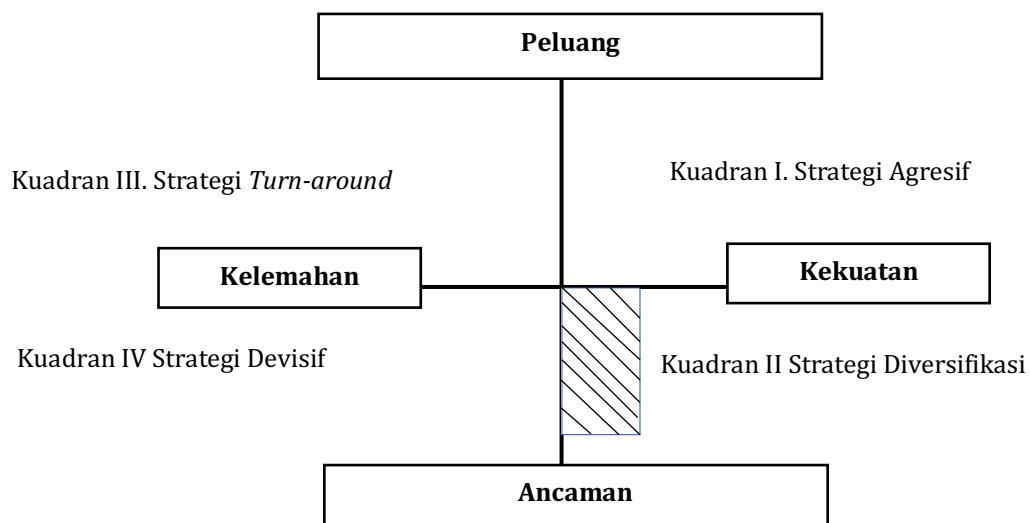 Peluang
Kuadran III. Strategi Turn-around
Kuadran I. Strategi Agresif
Kelemahan
Kekuatan
Kuadran IV Strategi Devisif
Kuadran II Strategi Diversifikasi
Ancaman